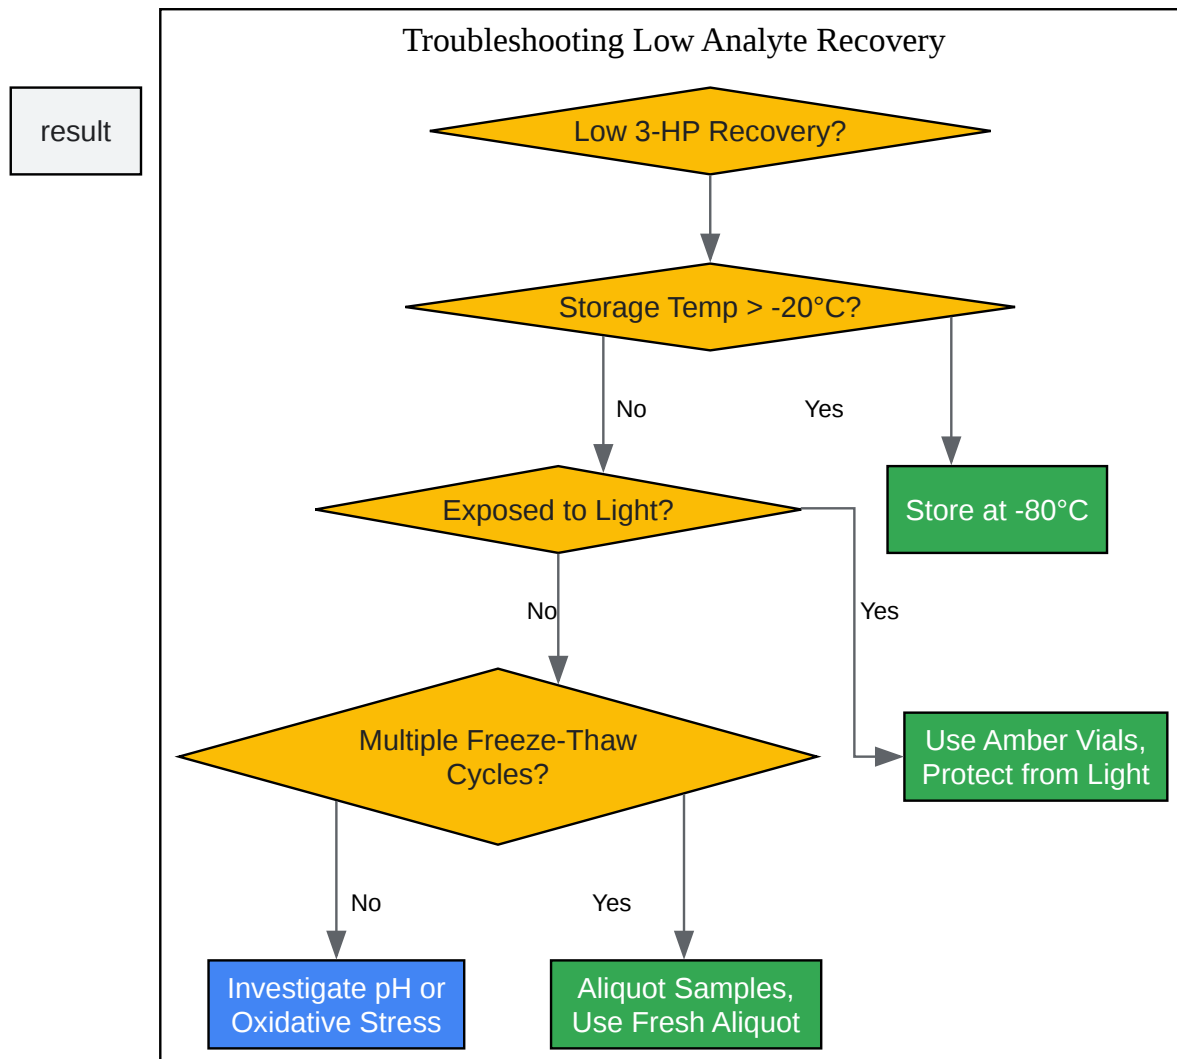 Troubleshooting Low Analyte Recovery
result
Low 3-HP Recovery?
Storage Temp > -20°C?
No
Yes
Exposed to Light?
Store at -80°C
No
Yes
Multiple Freeze-Thaw
Cycles?
Use Amber Vials,
Protect from Light
No
Yes
Investigate pH or
Oxidative Stress
Aliquot Samples,
Use Fresh Aliquot